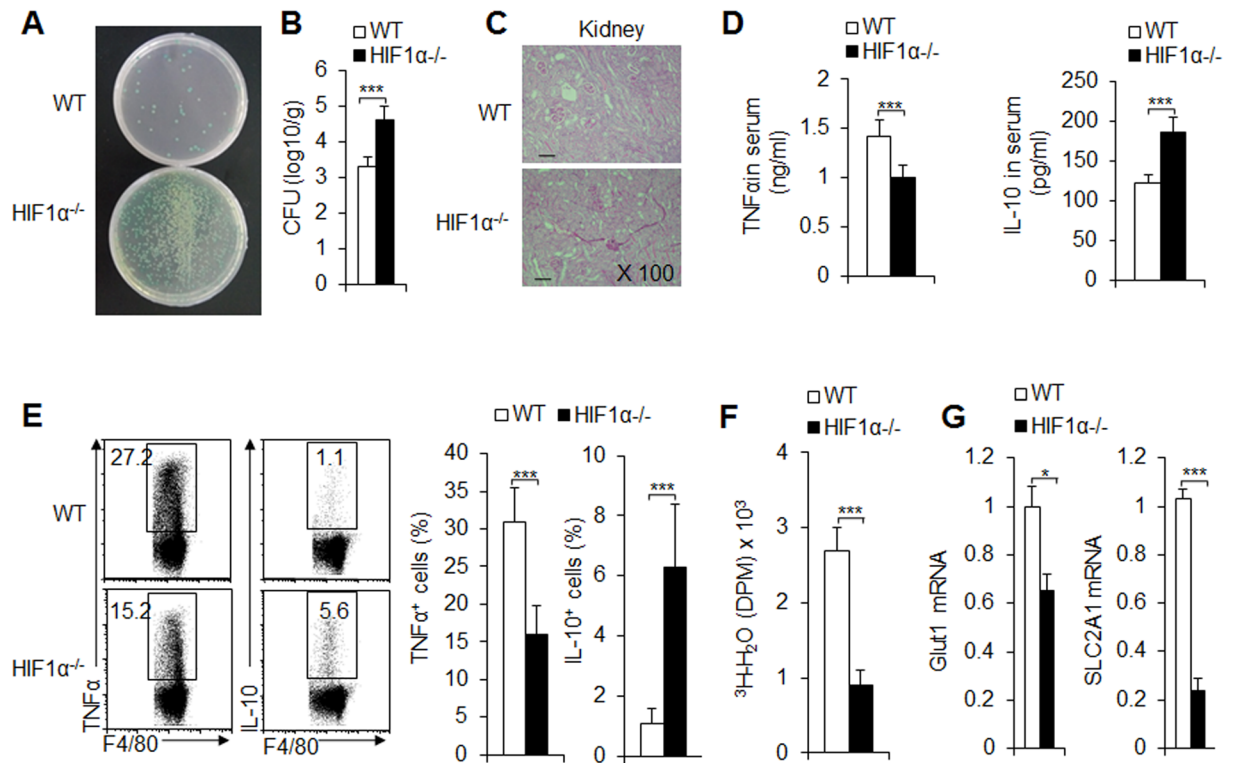 A
WT
HIF1α-/-
B
WT
HIF1α-/-
CFU (log10/g)
6
5
4
3
2
1
0
***
C
Kidney
WT
HIF1α-/-
X 100
D
WT
HIF1α-/-
TNFαin serum
(ng/ml)
2
1.5
1
0.5
0
***
WT
HIF1α-/-
IL-10 in serum
(pg/ml)
250
200
150
100
50
0
***
E
WT
HIF1α-/-
27.2
1.1
15.2
5.6
TNFα
F4/80
IL-10
F4/80
WT HIF1α-/-
TNFα+ cells (%)
40
35
30
25
20
15
10
5
0
***
IL-10+ cells (%)
10
8
6
4
2
0
***
F
WT
HIF1α-/-
3H-H2O (DPM) x 103
4
3
2
1
0
***
G
WT
HIF1α-/-
Glut1 mRNA
1.2
1
0.8
0.6
0.4
0.2
0
*
SLC2A1 mRNA
1.2
1
0.8
0.6
0.4
0.2
0
***